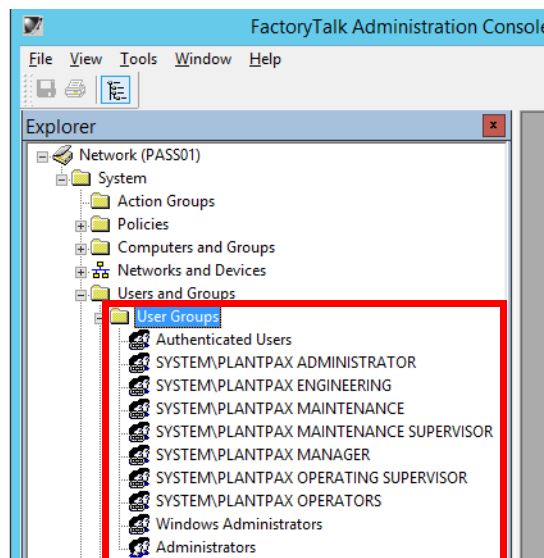 FactoryTalk Administration Console
File View Tools Window Help
Explorer
Network (PASS01)
System
Action Groups
Policies
Computers and Groups
Networks and Devices
Users and Groups
User Groups
Authenticated Users
SYSTEM\PLANTPAX ADMINISTRATOR
SYSTEM\PLANTPAX ENGINEERING
SYSTEM\PLANTPAX MAINTENANCE
SYSTEM\PLANTPAX MAINTENANCE SUPERVISOR
SYSTEM\PLANTPAX MANAGER
SYSTEM\PLANTPAX OPERATING SUPERVISOR
SYSTEM\PLANTPAX OPERATORS
Windows Administrators
Administrators